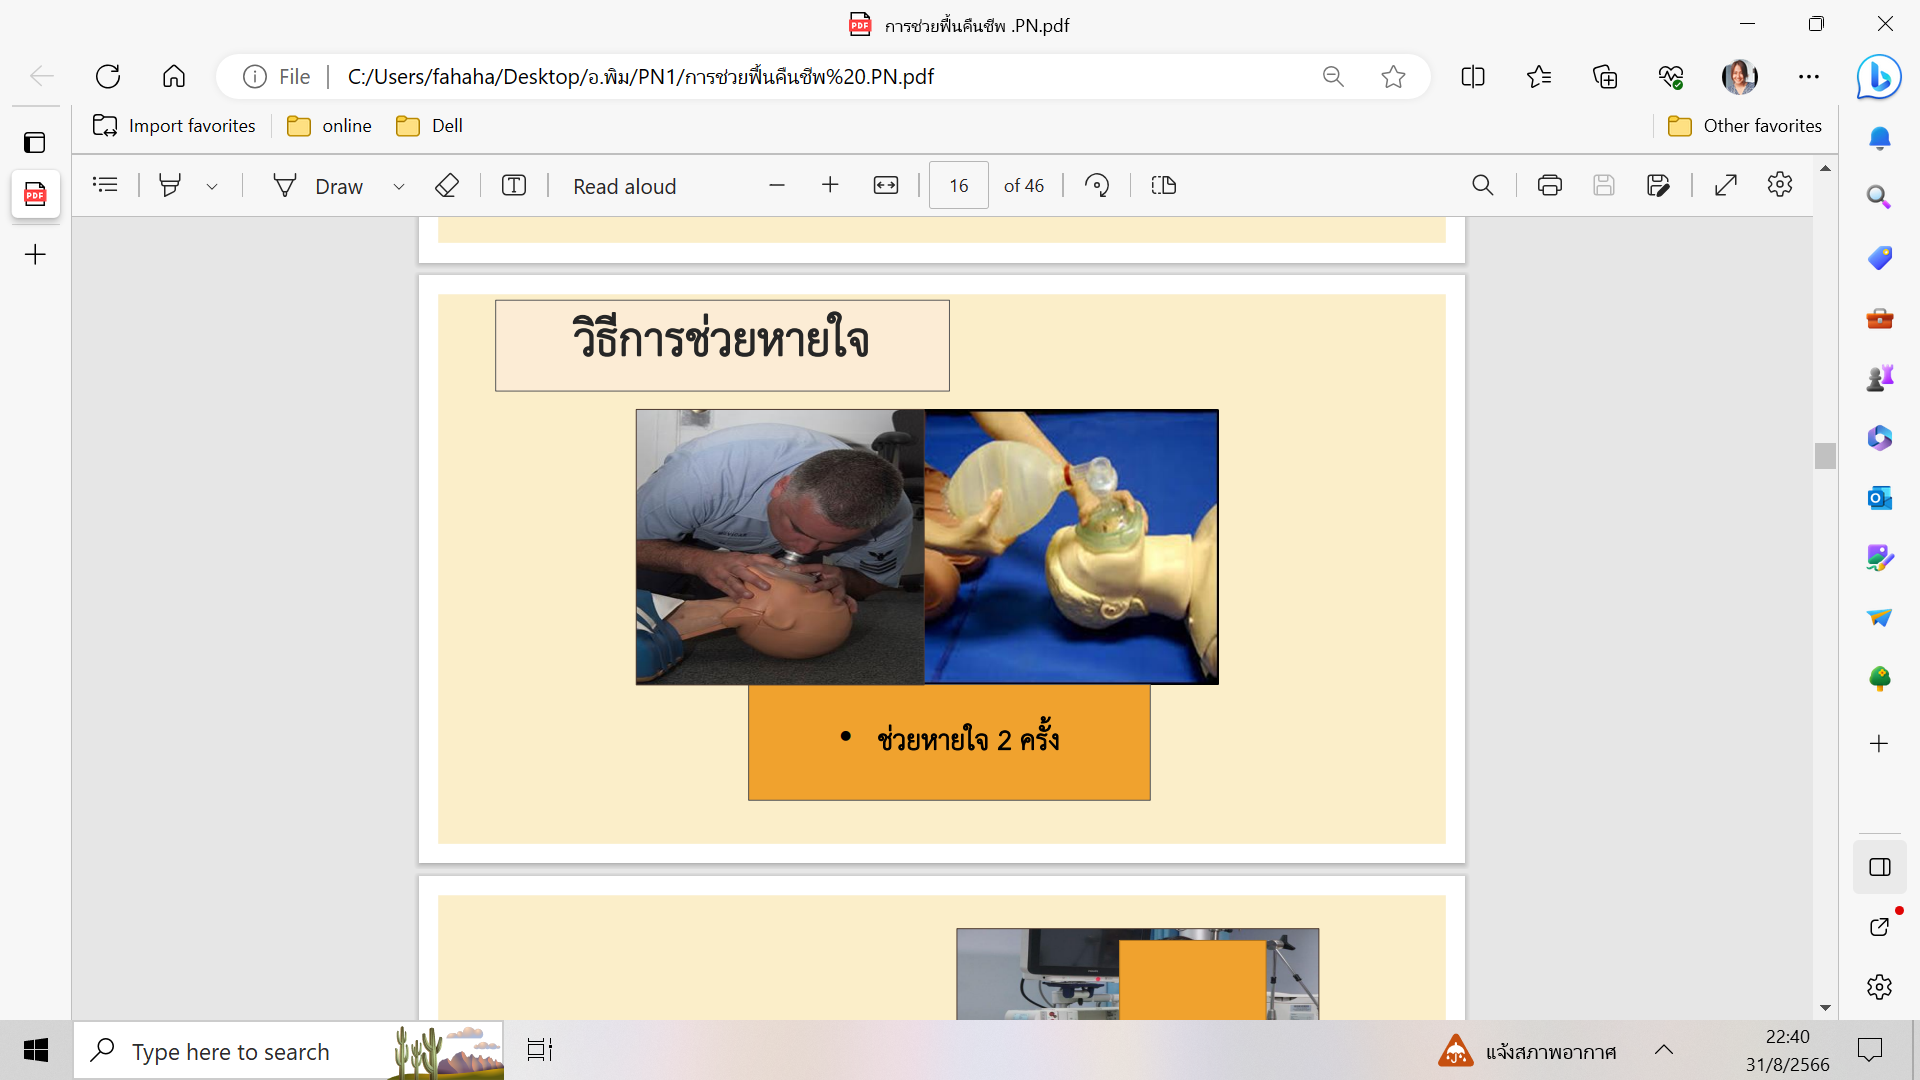 การช่วยฟื้นคืนชีพ .PN.pdf
File
C:/Users/fahaha/Desktop/อ.พิม/PN1/การช่วยฟื้นคืนชีพ%20.PN.pdf
Import favorites
online
Dell
Other favorites
Draw
Read aloud
16
of 46
วิธีการช่วยหายใจ
• ช่วยหายใจ 2 ครั้ง
Type here to search
แจ้งสภาพอากาศ
22:40
31/8/2566